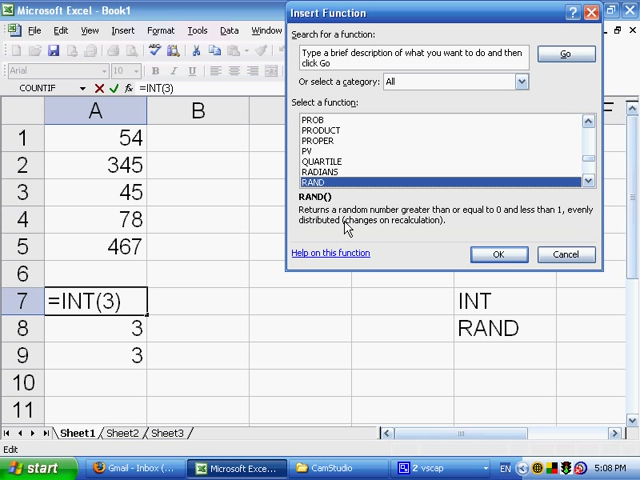 Microsoft Excel - Book1
File Edit View Insert Format Tools
Arial 10 B I U
COUNTIF =INT(3)
A B F
1 54
2 345
3 45
4 78
5 467
6
7 =INT(3) INT
8 3 RAND
9 3
10
11
Insert Function
Search for a function:
Type a brief description of what you want to do and then
click Go
Go
Or select a category: All
Select a function:
PROB
PRODUCT
PROPER
PV
QUARTILE
RADIANS
RAND
RAND()
Returns a random number greater than or equal to 0 and less than 1, evenly
distributed (changes on recalculation).
Help on this function
OK Cancel
Sheet1 Sheet2 Sheet3
Edit
start Gmail - Inbox (... Microsoft Exce... CamStudio 2 vscap EN 5:08 PM